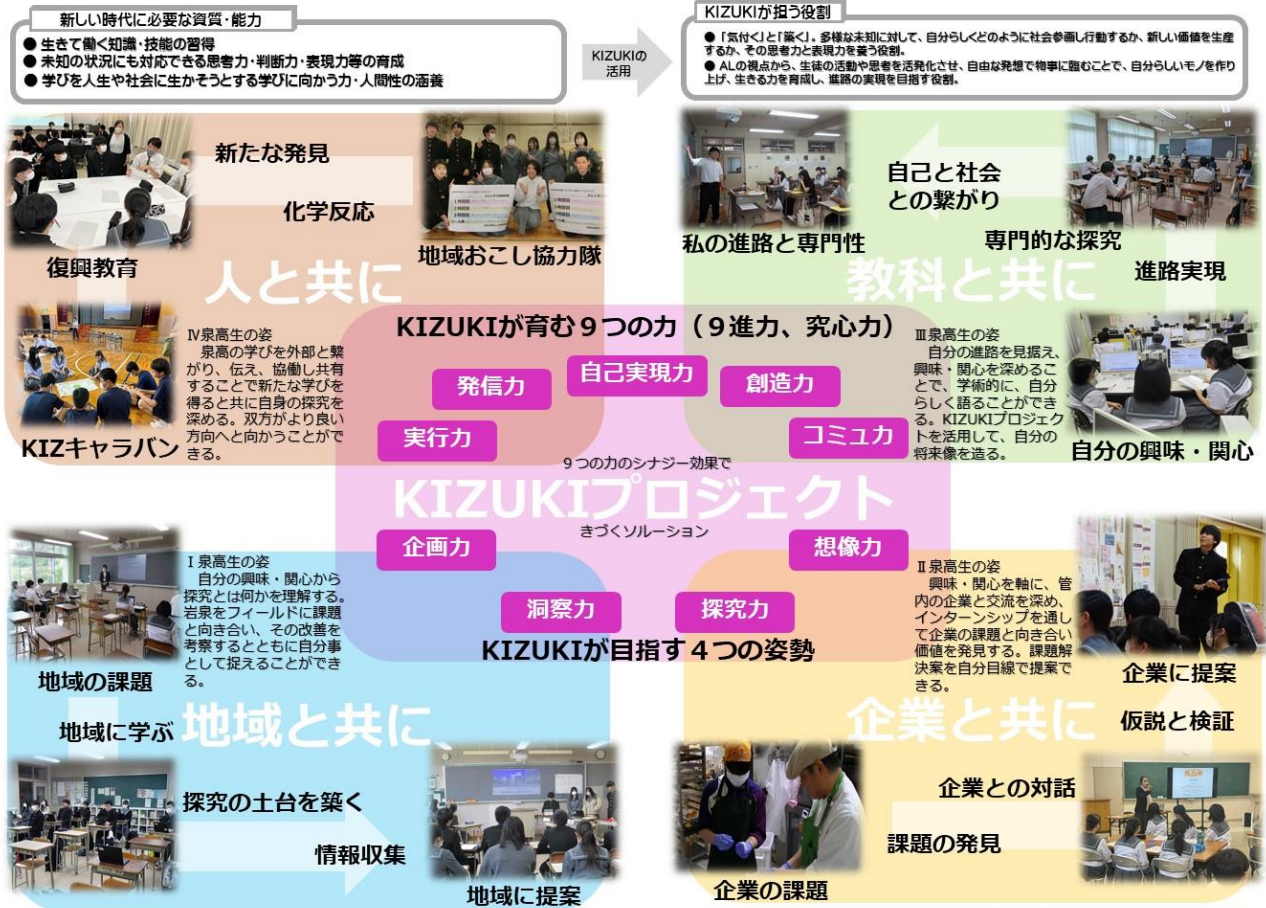 新しい時代に必要な資質・能力
● 生きて働く知識・技能の習得
● 未知の状況にも対応できる思考力・判断力・表現力等の育成
● 学びを人生や社会に生かそうとする学びに向かう力・人間性の涵養
KIZUKIの
活用
KIZUKIが担う役割
● 「気付く」と「築く」。多様な未知に対して、自分らしくどのように社会参画し行動するか、新しい価値を生産
するか、その思考力と表現力を養う役割。
● ALの視点から、生徒の活動や思考を活発化させ、自由な発想で物事に臨むことで、自分らしいモノを作り
上げ、生きる力を育成し、進路の実現を目指す役割。
新たな発見
化学反応
復興教育
地域おこし協力隊
人と共に
KIZキャラバン
Ⅳ泉高生の姿
泉高の学びを外部と繋
がり、伝え、協働し共有
することで新たな学びを
得ると共に自身の探究を
深める。双方がより良い
方向へと向かうことがで
きる。
自己と社会
との繋がり
私の進路と専門性
専門的な探究
進路実現
教科と共に
Ⅲ泉高生の姿
自分の進路を見据え、
興味・関心を深めるこ
とで、学術的に、自分
らしく語ることができ
る。KIZUKIプロジェク
トを活用して、自分の
将来像を造る。
自分の興味・関心
KIZUKIが育む9つの力（9進力、究心力）
自己実現力
発信力
創造力
実行力
コミュ力
9つの力のシナジー効果で
KIZUKIプロジェクト
きづくソルーション
企画力
想像力
洞察力
探究力
KIZUKIが目指す4つの姿勢
Ⅰ泉高生の姿
自分の興味・関心から
探究とは何かを理解する。
岩泉をフィールドに課題
と向き合い、その改善を
考察するとともに自分事
として捉えることができ
る。
地域の課題
地域に学ぶ
地域と共に
探究の土台を築く
情報収集
地域に提案
Ⅱ泉高生の姿
興味・関心を軸に、管
内の企業と交流を深め、
インターンシップを通し
て企業の課題と向き合い
価値を発見する。課題解
決案を自分目線で提案で
きる。
企業に提案
企業と共に
仮説と検証
企業との対話
課題の発見
企業の課題